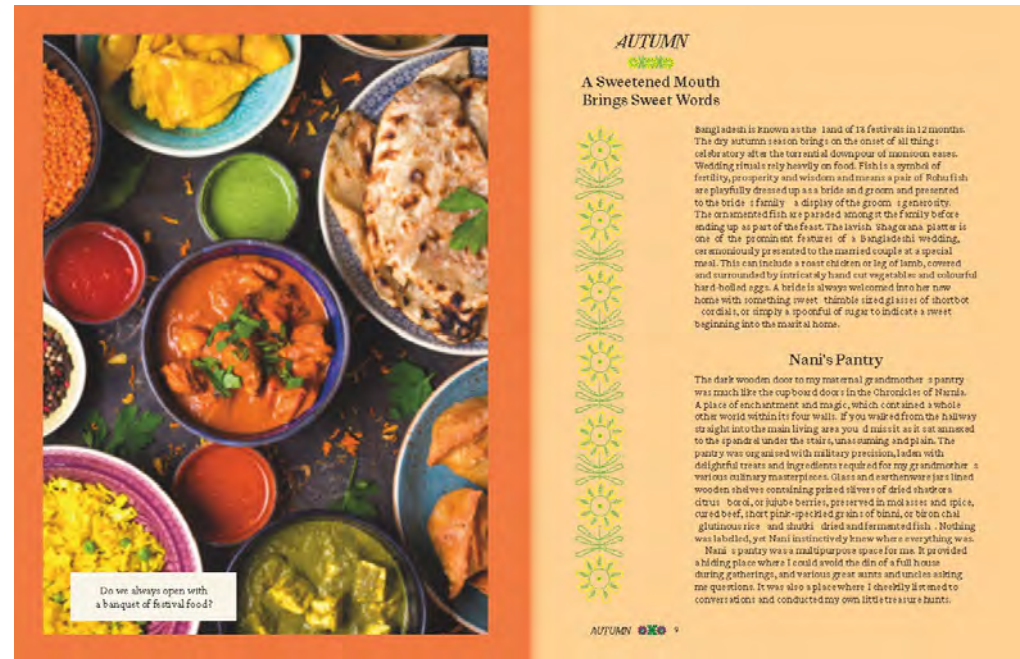 Do we always open with
a banquet of festival food?
AUTUMN
A Sweetened Mouth
Brings Sweet Words
Bangladesh is known as the land of 13 festivals in 12 months.
The dry autumn season brings on the onset of all things
celebratory after the torrential downpour of monsoon eases.
Wedding rituals rely heavily on food. Fish is a symbol of
fertility, prosperity and wisdom and means a pair of Rohu fish
are playfully dressed up as a bride and groom and presented
to the bride s family a display of the groom s generosity.
The ornamented fish are paraded amongst the family before
ending up as part of the feast. The lavish Shagorana platter is
one of the prominent features of a Bangladeshi wedding,
ceremoniously presented to the married couple at a special
meal. This can include a roast chicken or leg of lamb, covered
and surrounded by intricately hand cut vegetables and colourful
hard-boiled eggs. A bride is always welcomed into her new
home with something sweet thimble sized glasses of shortbot
cordials, or simply a spoonful of sugar to indicate a sweet
beginning into the marital home.
Nani's Pantry
The dark wooden door to my maternal grandmother s pantry
was much like the cupboard doors in the Chronicles of Narnia.
A place of enchantment and magic, which contained a whole
other world within its four walls. If you walked from the hallway
straight into the main living area you d miss it as it sat annexed
to the spandrel under the stairs, unassuming and plain. The
pantry was organised with military precision, laden with
delightful treats and ingredients required for my grandmother s
various culinary masterpieces. Glass and earthenware jars lined
wooden shelves containing prized slivers of dried shatkora
citrus boroi, or jujube berries, preserved in molasses and spice,
cured beef, short pink-speckled grains of binni, or biron chal
glutinous rice and shutki dried and fermented fish . Nothing
was labelled, yet Nani instinctively knew where everything was.
Nani s pantry was a multipurpose space for me. It provided
a hiding place where I could avoid the din of a full house
during gatherings, and various great aunts and uncles asking
me questions. It was also a place where I cheekily listened to
conversations and conducted my own little treasure hunts.
AUTUMN 9